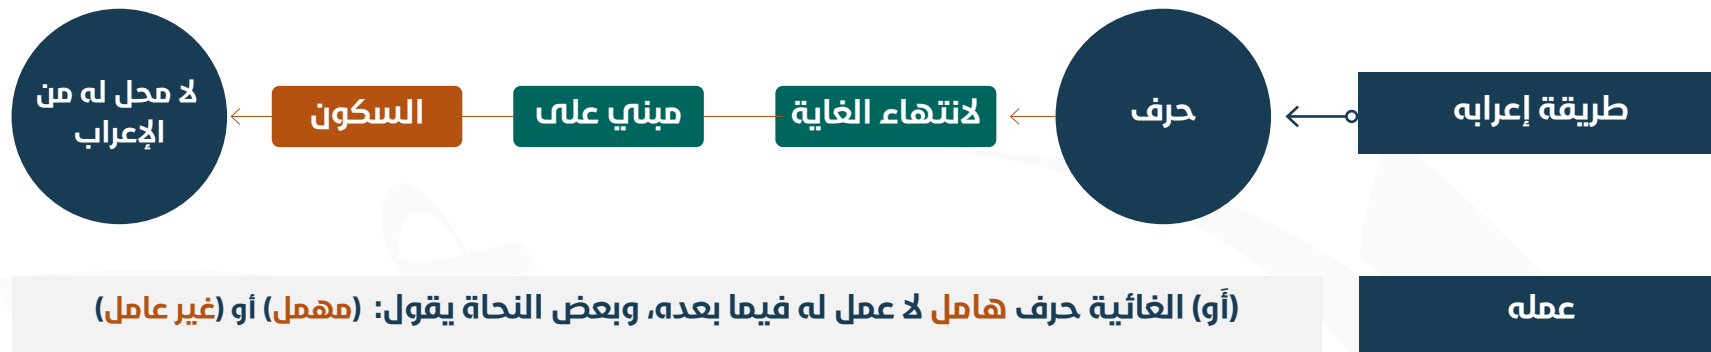 طريقة إعرابه
حرف
لانتهاء الغاية
مبني على
السكون
لا محل له من
الإعراب
عمله
(أَو) الغائية حرف هامل لا عمل له فيما بعده، وبعض النحاة يقول: (مهمل) أو (غير عامل)